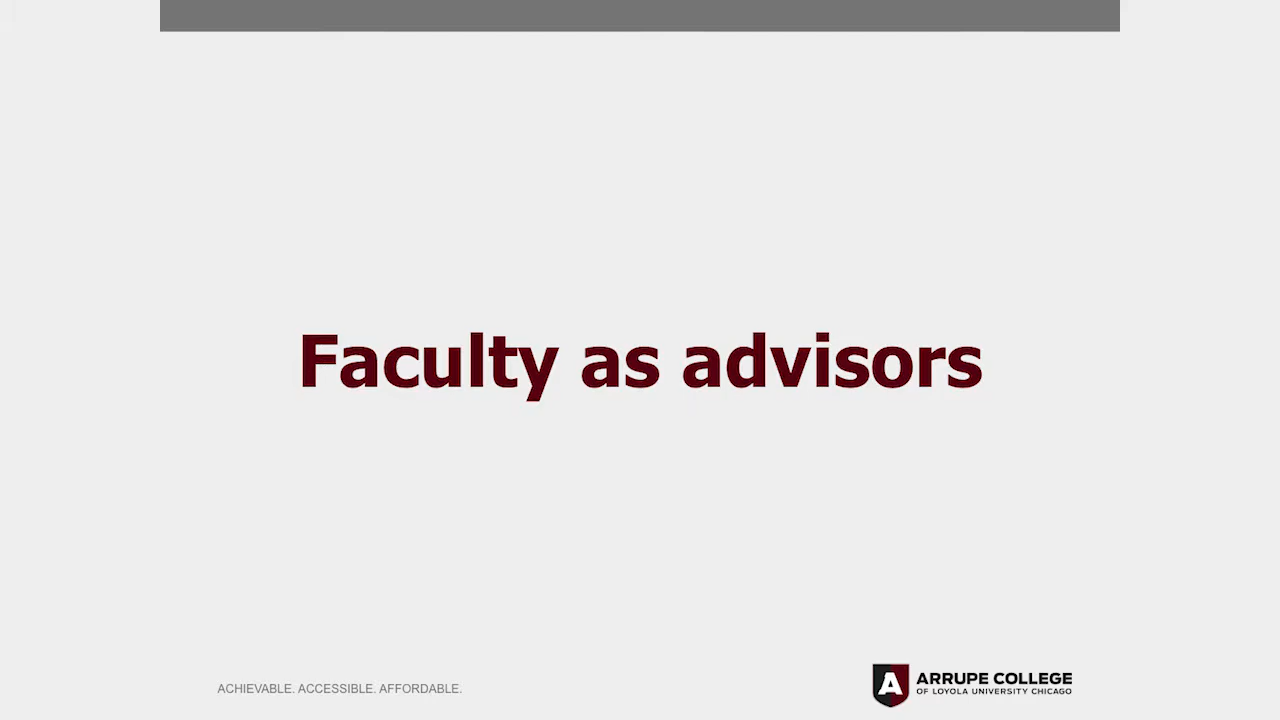 Faculty as advisors
ACHIEVABLE. ACCESSIBLE. AFFORDABLE.
A
ARRUPE COLLEGE
OF LOYOLA UNIVERSITY CHICAGO